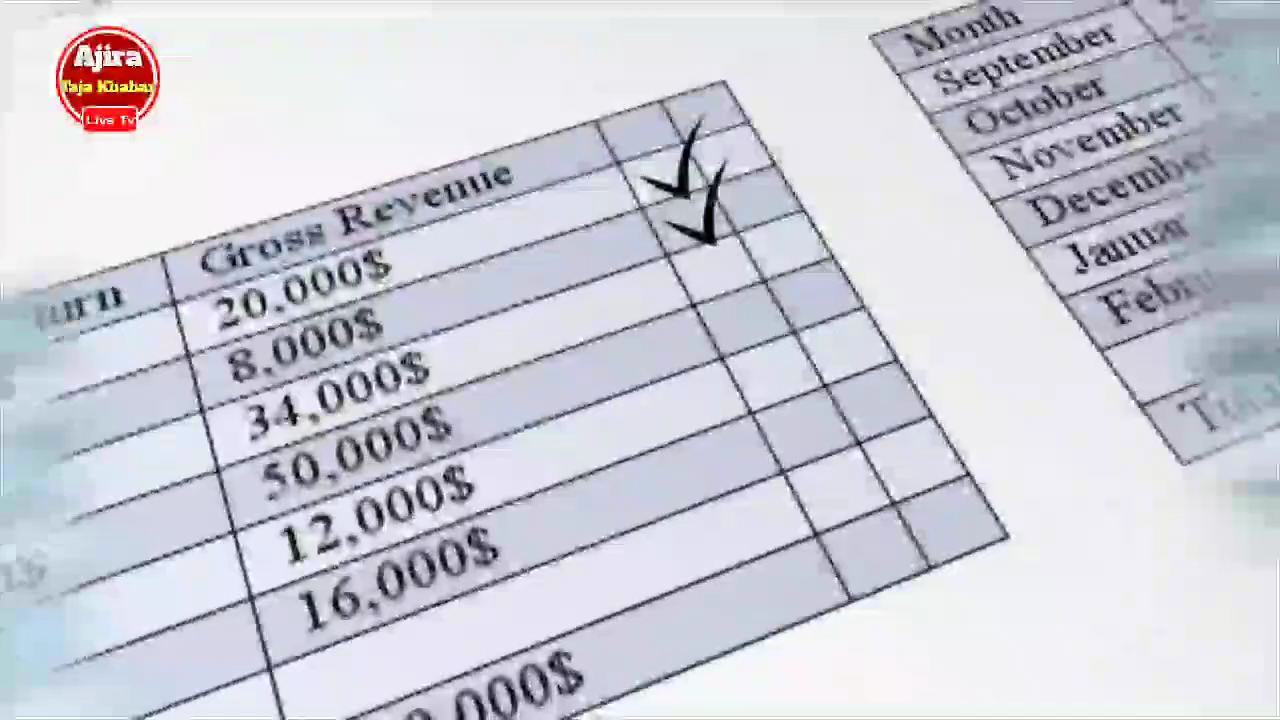 Ajira
Taja Khabar
Live Tv
Gross Revenue
20,000$
8,000$
34,000$
50,000$
12,000$
16,000$
Month
September
October
November
December